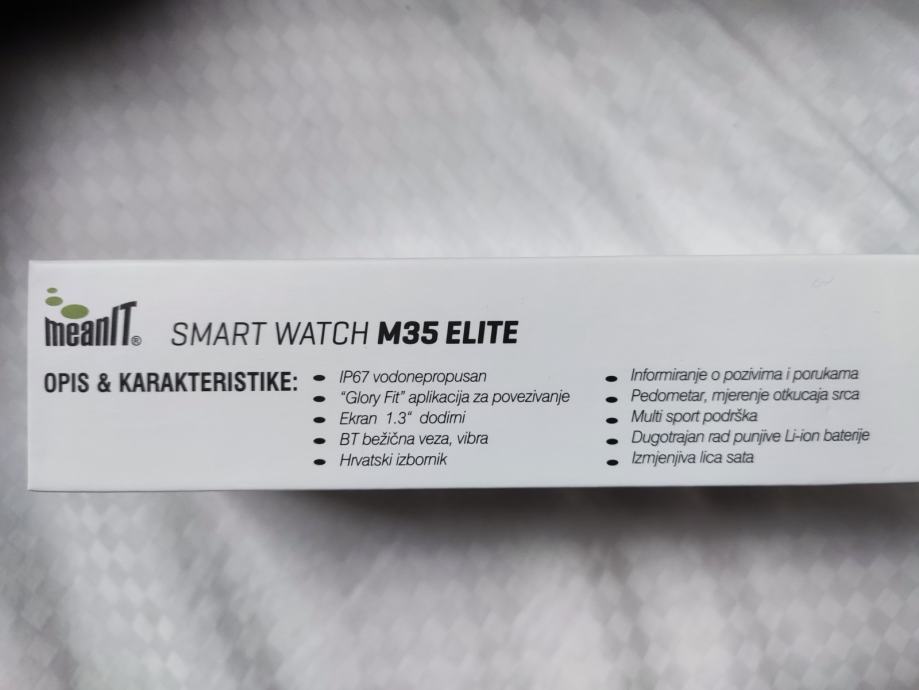 meanIT®
SMART WATCH M35 ELITE
OPIS & KARAKTERISTIKE:
• IP67 vodonepropusan
• "Glory Fit" aplikacija za povezivanje
• Ekran 1.3" dodirni
• BT bežična veza, vibra
• Hrvatski izbornik
• Informiranje o pozivima i porukama
• Pedometar, mjerenje otkucaja srca
• Multi sport podrška
• Dugotrajan rad punjive Li-ion baterije
• Izmjenjiva lica sata